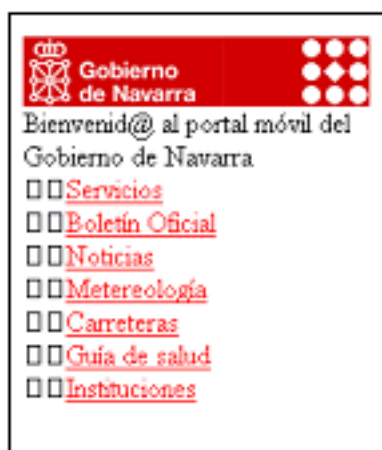 Gobierno
de Navarra
Bienvenid@ al portal móvil del
Gobierno de Navarra
□□Servicios
□□Boletín Oficial
□□Noticias
□□Metereología
□□Carreteras
□□Guía de salud
□□Instituciones